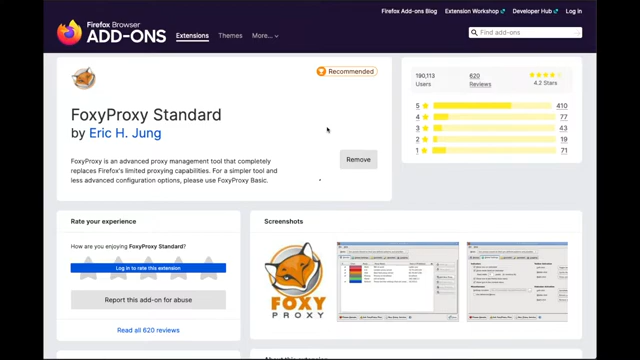 Firefox Add-ons Blog Extension Workshop Developer Hub Log in
Firefox Browser
ADD-ONS
Extensions Themes More...
Find add-ons
Recommended
FoxyProxy Standard
by Eric H. Jung
FoxyProxy is an advanced proxy management tool that completely
replaces Firefox's limited proxying capabilities. For a simpler tool and
less advanced configuration options, please use FoxyProxy Basic.
Remove
190,113
Users
620
Reviews
4.2 Stars
5 410
4 77
3 43
2 19
1 71
Rate your experience
How are you enjoying FoxyProxy Standard?
Log in to rate this extension
Report this add-on for abuse
Read all 620 reviews
Screenshots
FOXY
PROXY
About this extension